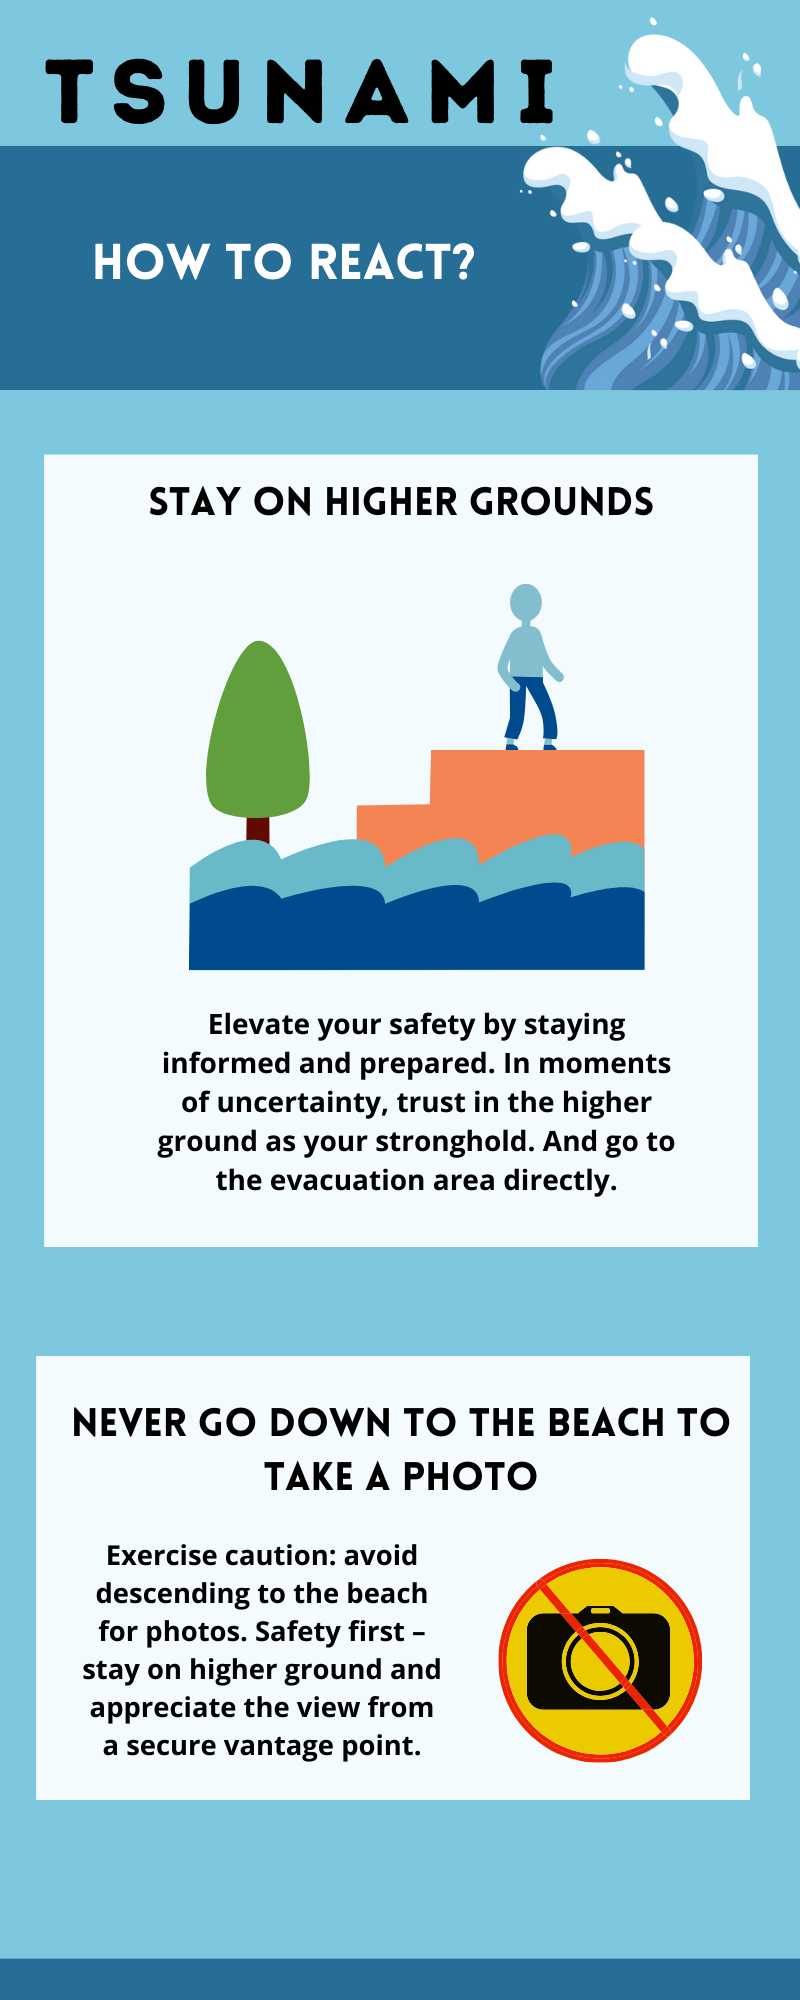 TSUNAMI
HOW TO REACT?
STAY ON HIGHER GROUNDS
Elevate your safety by staying
informed and prepared. In moments
of uncertainty, trust in the higher
ground as your stronghold. And go to
the evacuation area directly.
NEVER GO DOWN TO THE BEACH TO
TAKE A PHOTO
Exercise caution: avoid
descending to the beach
for photos. Safety first –
stay on higher ground and
appreciate the view from
a secure vantage point.